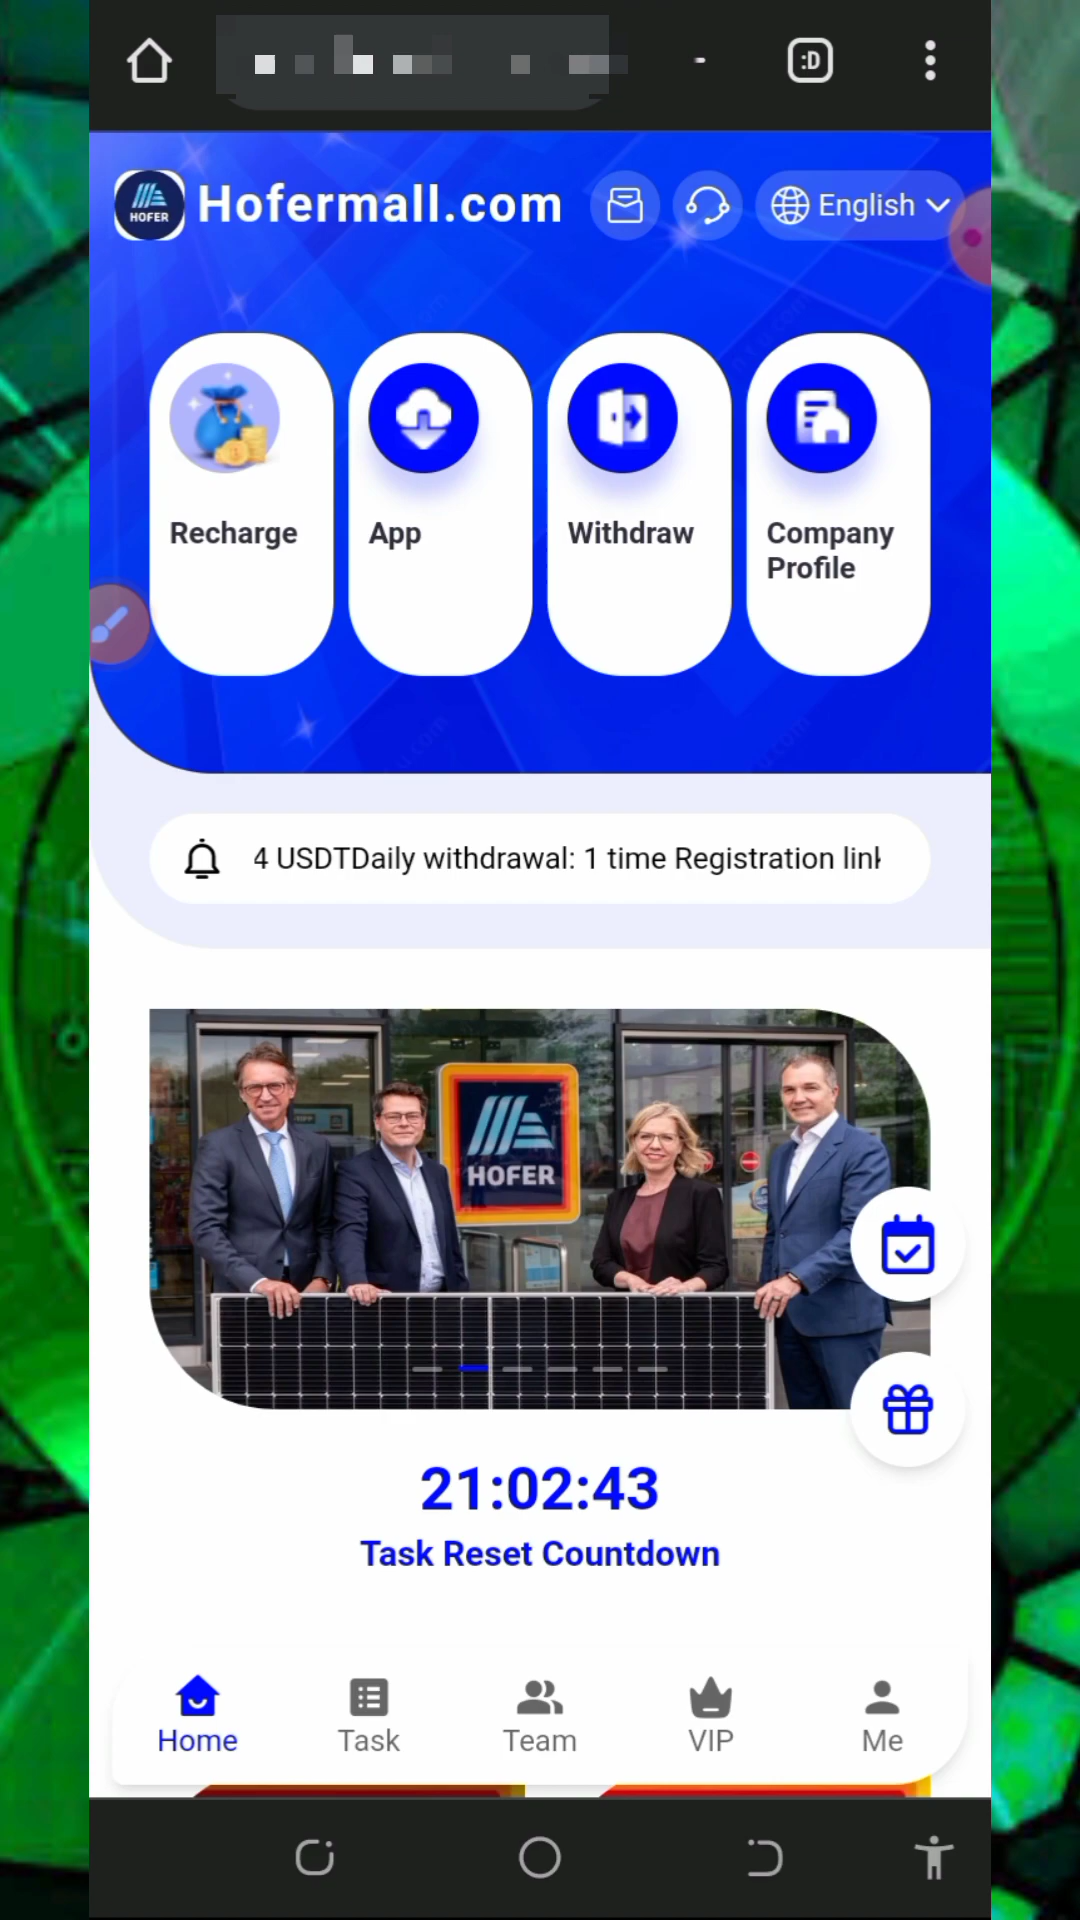 :D
HOFER
Hofermall.com
English
Recharge
App
Withdraw
Company
Profile
4 USDTDaily withdrawal: 1 time Registration link
HOFER
21:02:43
Task Reset Countdown
Home
Task
Team
VIP
Me